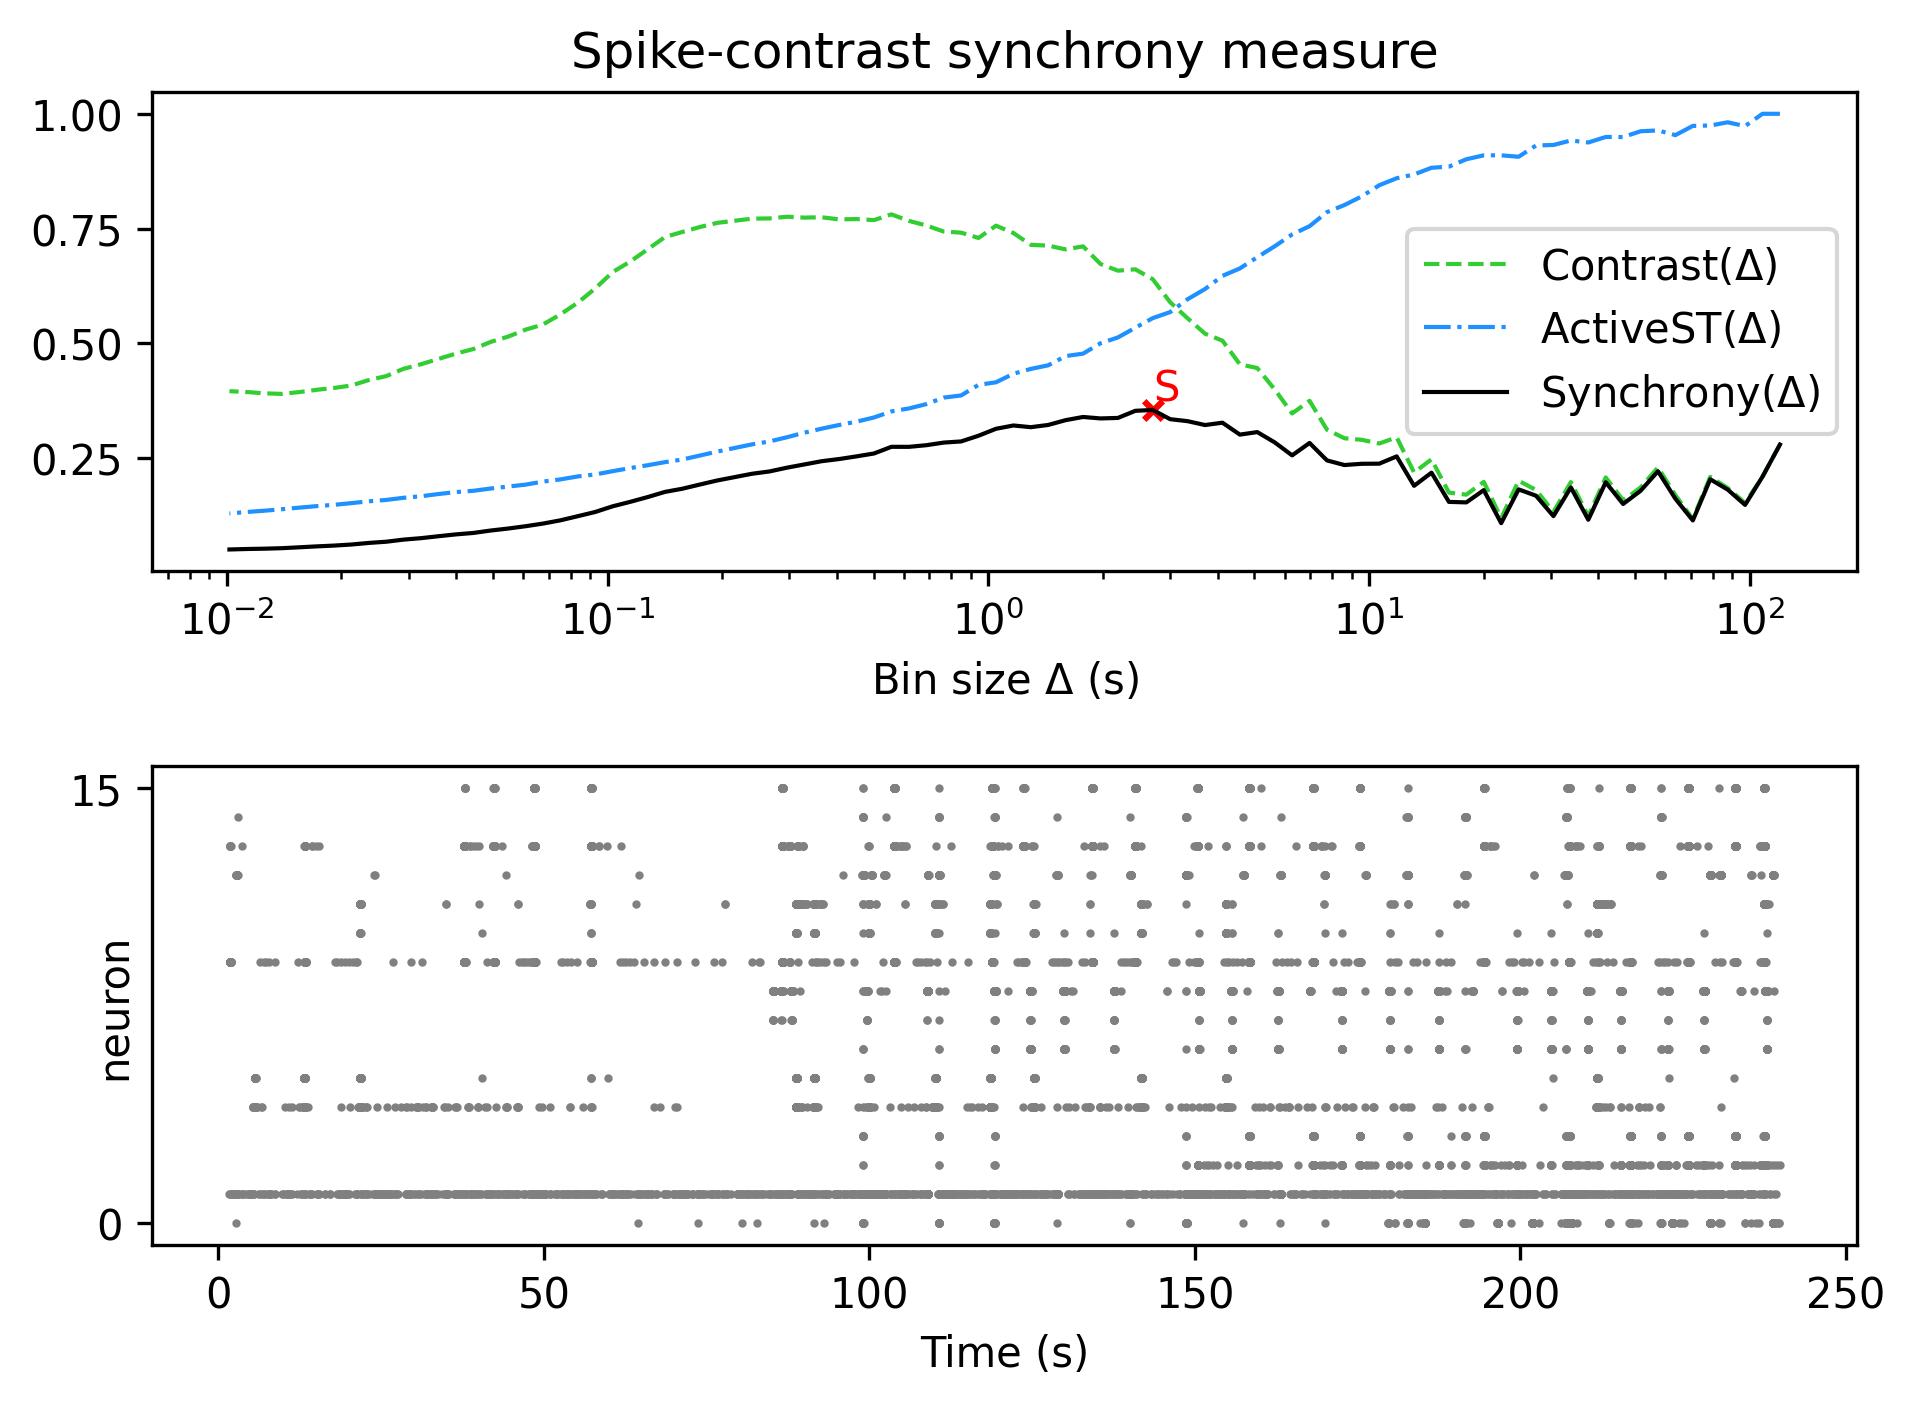 Spike-contrast synchrony measure
1.00
0.75
0.50
0.25
Contrast(Δ)
ActiveST(Δ)
Synchrony(Δ)
S
10⁻² 10⁻¹ 10⁰ 10¹ 10²
Bin size Δ (s)
15
neuron
0
0 50 100 150 200 250
Time (s)